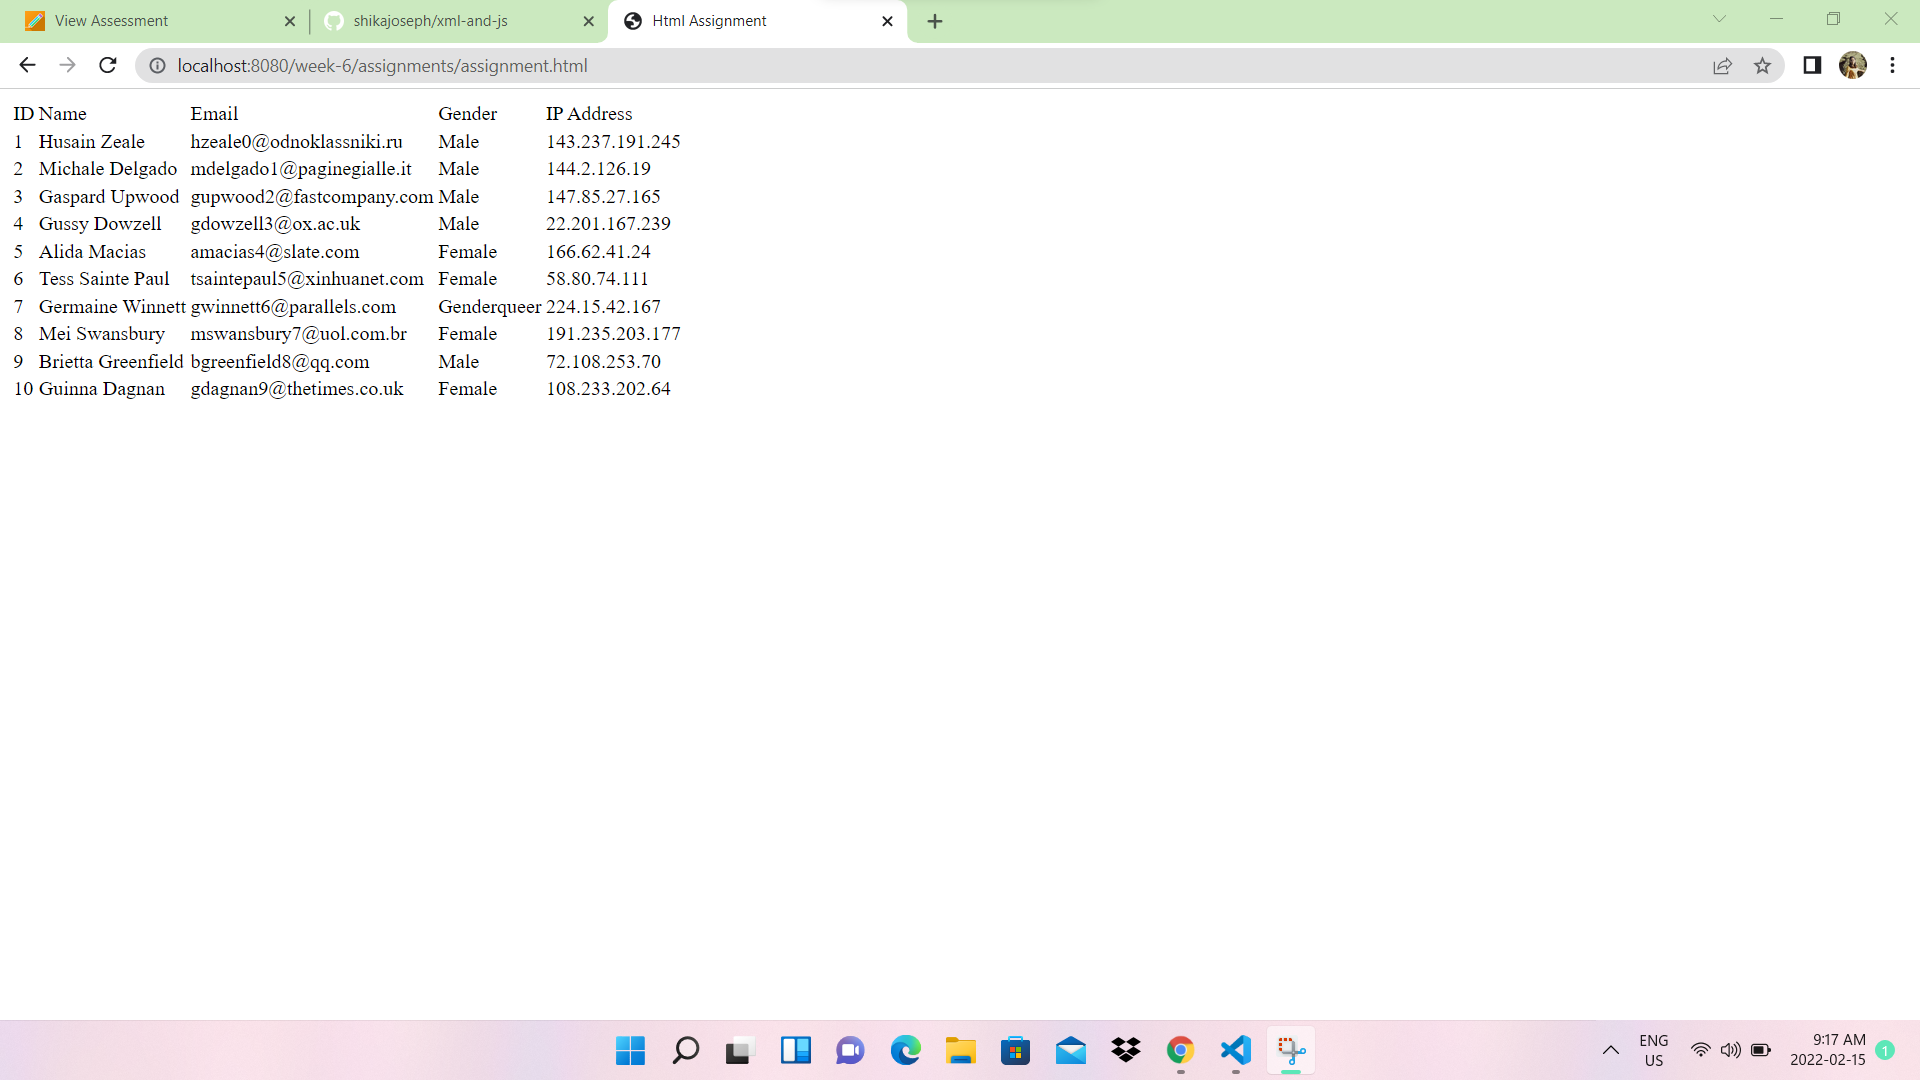 View Assessment shikajoseph/xml-and-js Html Assignment
localhost:8080/week-6/assignments/assignment.html
ID Name Email Gender IP Address
1 Husain Zeale hzeale0@odnoklassniki.ru Male 143.237.191.245
2 Michale Delgado mdelgado1@paginegialle.it Male 144.2.126.19
3 Gaspard Upwood gupwood2@fastcompany.com Male 147.85.27.165
4 Gussy Dowzell gdowzell3@ox.ac.uk Male 22.201.167.239
5 Alida Macias amacias4@slate.com Female 166.62.41.24
6 Tess Sainte Paul tsaintepaul5@xinhuanet.com Female 58.80.74.111
7 Germaine Winnett gwinnett6@parallels.com Genderqueer 224.15.42.167
8 Mei Swansbury mswansbury7@uol.com.br Female 191.235.203.177
9 Brietta Greenfield bgreenfield8@qq.com Male 72.108.253.70
10 Guinna Dagnan gdagnan9@thetimes.co.uk Female 108.233.202.64
ENG 9:17 AM
US 2022-02-15 1